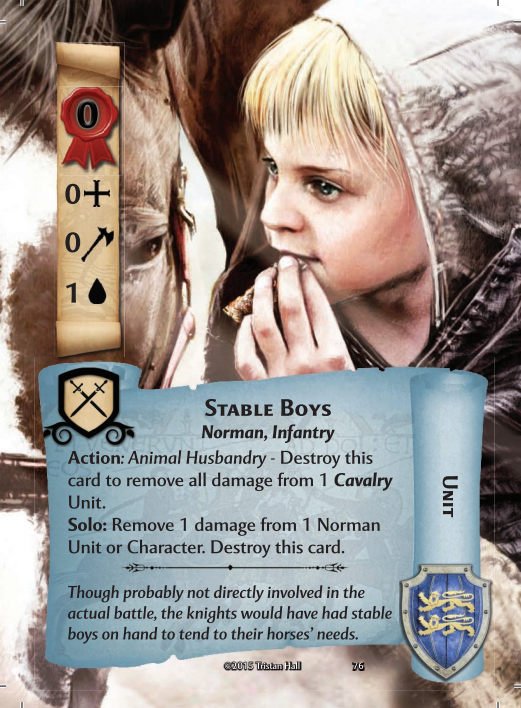 0
0
0
1
STABLE BOYS
Norman, Infantry
Action: Animal Husbandry - Destroy this
card to remove all damage from 1 Cavalry
Unit.
Solo: Remove 1 damage from 1 Norman
Unit or Character. Destroy this card.
Though probably not directly involved in the
actual battle, the knights would have had stable
boys on hand to tend to their horses' needs.
UNIT
©2015 Tristan Hall
76